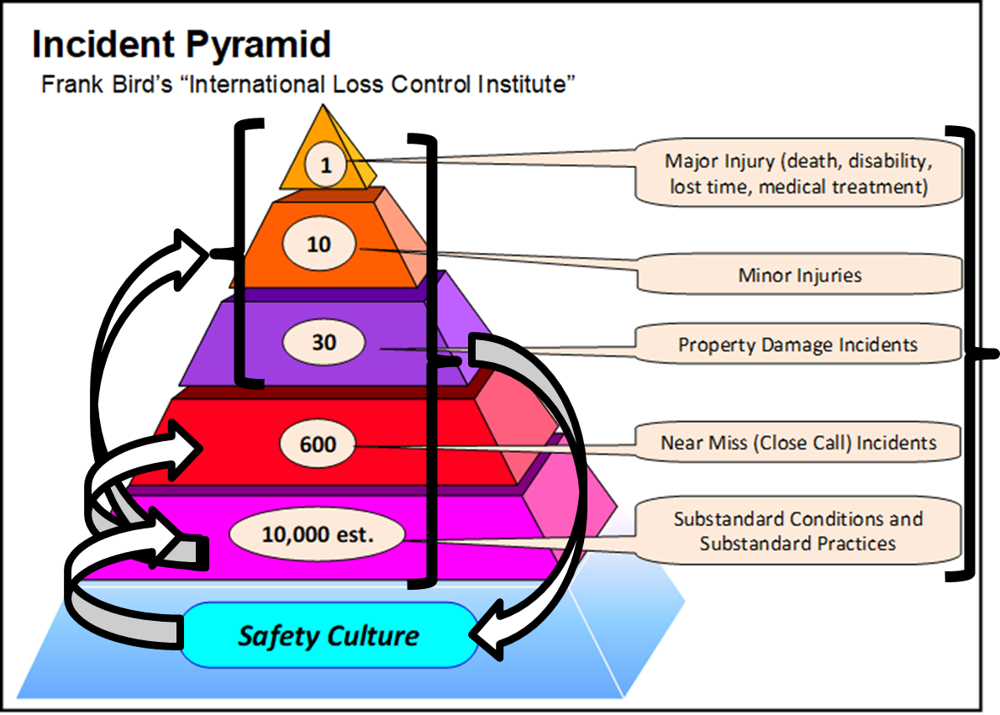 Incident Pyramid
Frank Bird’s “International Loss Control Institute”
1
Major Injury (death, disability,
lost time, medical treatment)
10
Minor Injuries
30
Property Damage Incidents
600
Near Miss (Close Call) Incidents
10,000 est.
Substandard Conditions and
Substandard Practices
Safety Culture